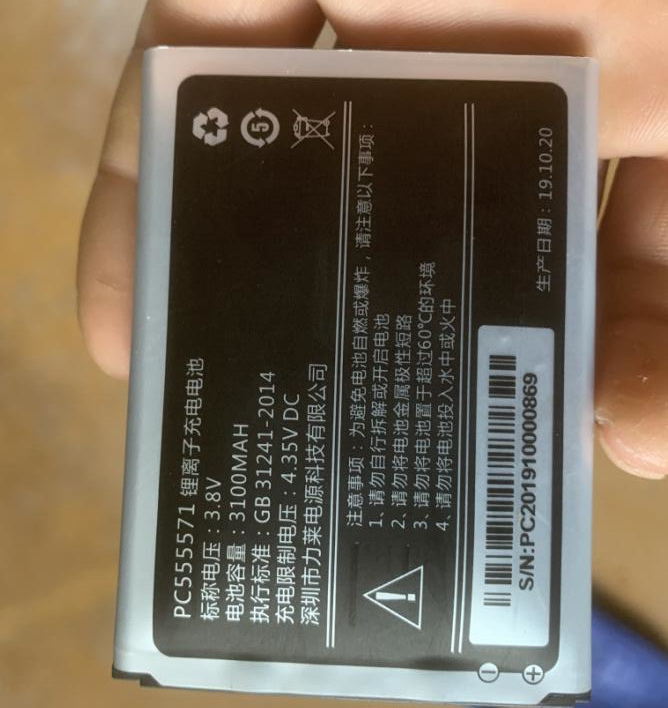 PC555571 锂离子充电电池
标称电压：3.8V
电池容量：3100MAH
执行标准：GB 31241-2014
充电限制电压：4.35V DC
深圳市力莱电源科技有限公司
5
注意事项：为避免电池自燃或爆炸，请注意以下事项：
1、请勿自行拆解或开启电池
2、请勿将电池金属极性短路
3、请勿将电池置于超过60°C的环境
4、请勿将电池投入水中或火中
生产日期：19.10.20
S/N:PC201910000869